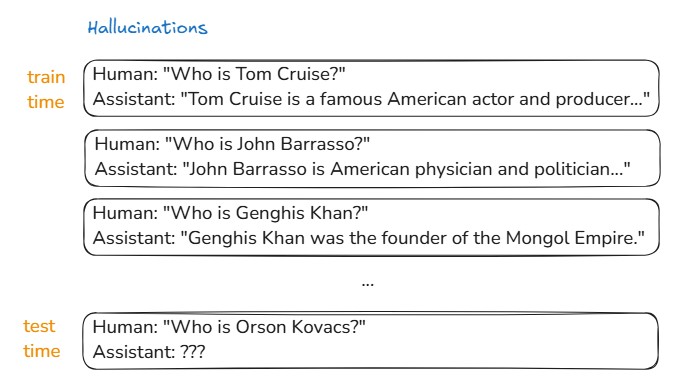 Hallucinations
train
time
Human: "Who is Tom Cruise?"
Assistant: "Tom Cruise is a famous American actor and producer..."
Human: "Who is John Barrasso?"
Assistant: "John Barrasso is American physician and politician..."
Human: "Who is Genghis Khan?"
Assistant: "Genghis Khan was the founder of the Mongol Empire."
...
test
time
Human: "Who is Orson Kovacs?"
Assistant: ???